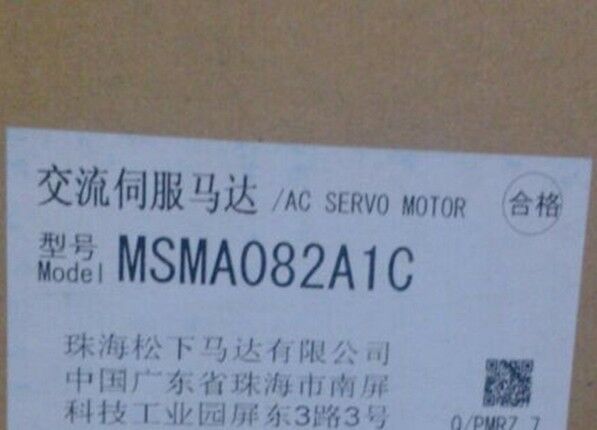 交流伺服马达 /AC SERVO MOTOR 合格
型号
Model MSMA082A1C
珠海松下马达有限公司
中国广东省珠海市南屏
科技工业园屏东3路3号
Q/PMRZ 7